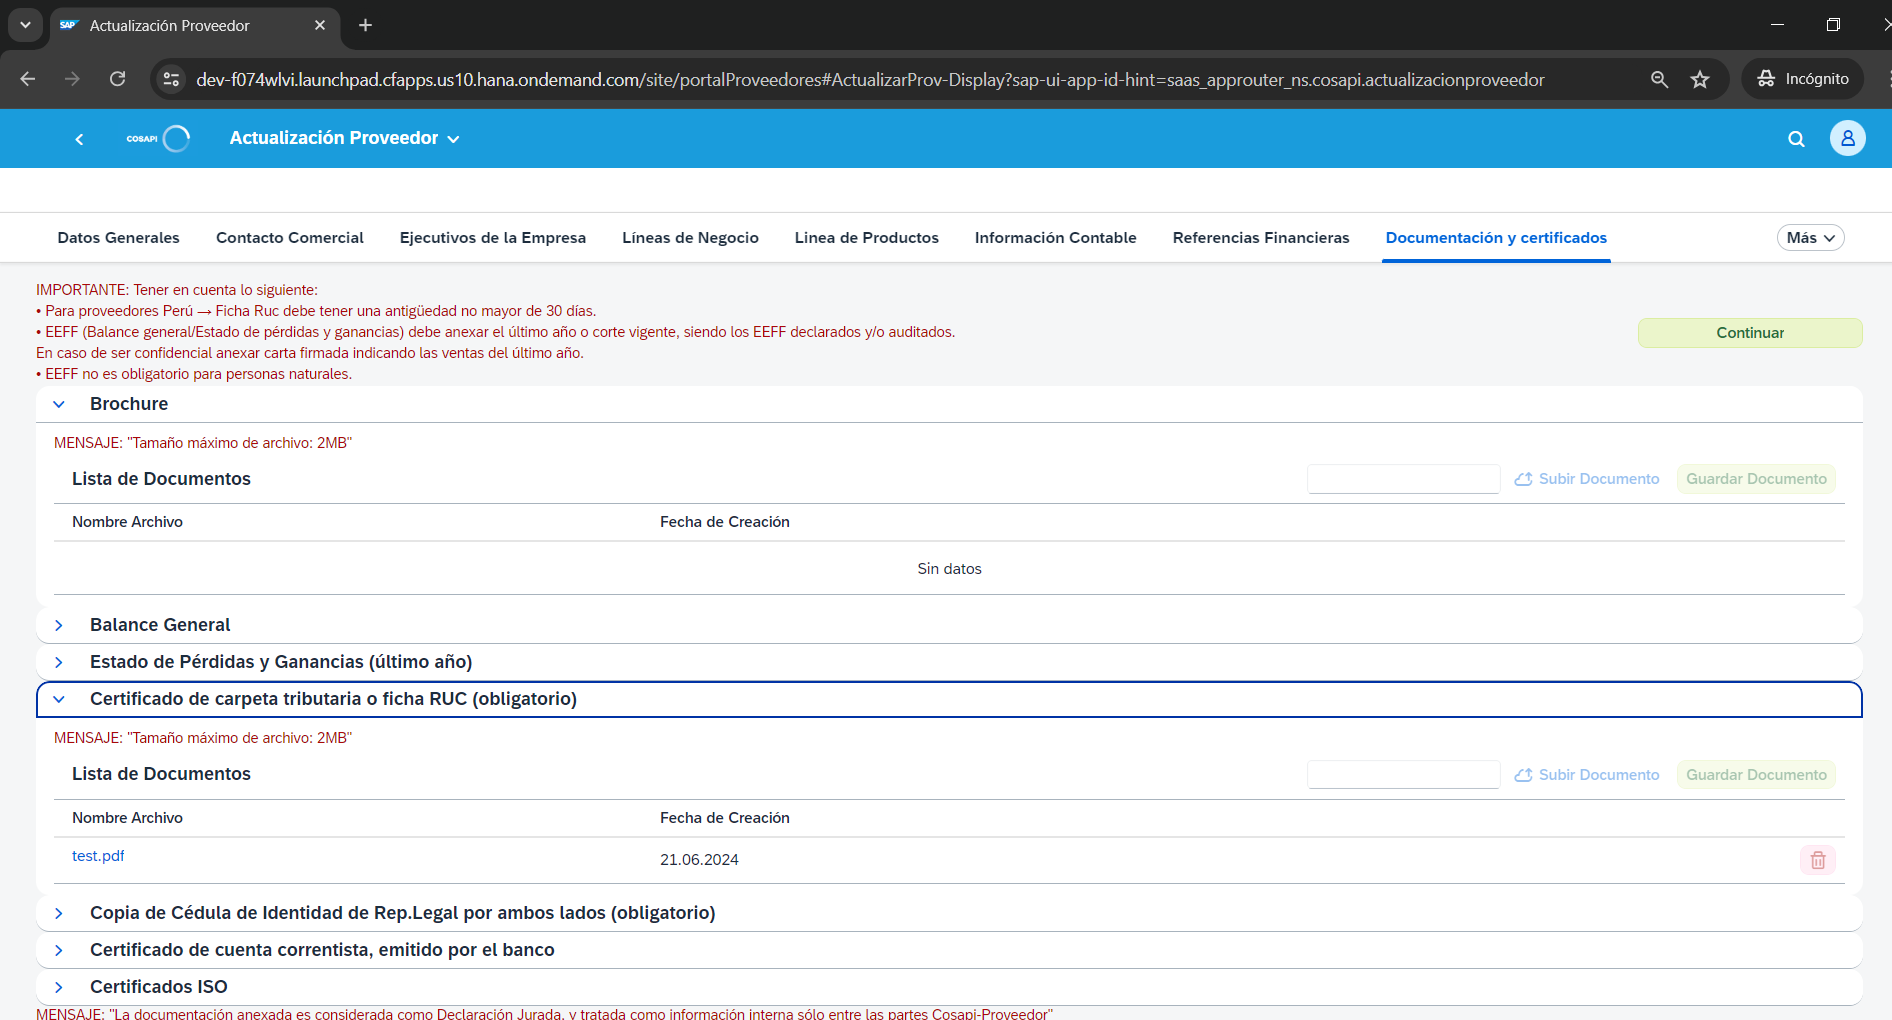 SAP Actualización Proveedor
dev-f074wlvi.launchpad.cfapps.us10.hana.ondemand.com/site/portalProveedores#ActualizarProv-Display?sap-ui-app-id-hint=saas_approuter_ns.cosapi.actualizacionproveedor
Incógnito
COSAPI
Actualización Proveedor
Datos Generales
Contacto Comercial
Ejecutivos de la Empresa
Líneas de Negocio
Linea de Productos
Información Contable
Referencias Financieras
Documentación y certificados
Más
IMPORTANTE: Tener en cuenta lo siguiente:
• Para proveedores Perú → Ficha Ruc debe tener una antigüedad no mayor de 30 días.
• EEFF (Balance general/Estado de pérdidas y ganancias) debe anexar el último año o corte vigente, siendo los EEFF declarados y/o auditados.
En caso de ser confidencial anexar carta firmada indicando las ventas del último año.
• EEFF no es obligatorio para personas naturales.
Continuar
Brochure
MENSAJE: "Tamaño máximo de archivo: 2MB"
Lista de Documentos
Subir Documento
Guardar Documento
Nombre Archivo
Fecha de Creación
Sin datos
Balance General
Estado de Pérdidas y Ganancias (último año)
Certificado de carpeta tributaria o ficha RUC (obligatorio)
MENSAJE: "Tamaño máximo de archivo: 2MB"
Lista de Documentos
Subir Documento
Guardar Documento
Nombre Archivo
Fecha de Creación
test.pdf
21.06.2024
Copia de Cédula de Identidad de Rep.Legal por ambos lados (obligatorio)
Certificado de cuenta correntista, emitido por el banco
Certificados ISO
MENSAJE: "La documentación anexada es considerada como Declaración Jurada, y tratada como información interna sólo entre las partes Cosapi-Proveedor"